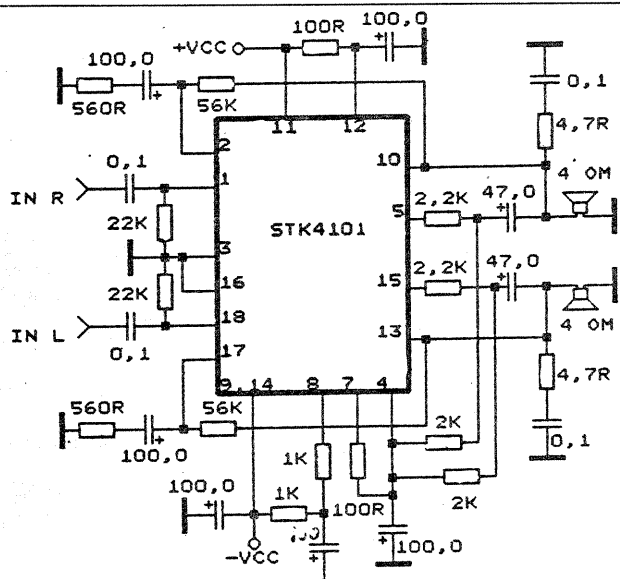 100R
100,0
+VCC
100,0
560R
56K
0,1
11
12
4,7R
2
10
4 OM
0,1
2,2K
47,0
IN R
1
5
22K
STK4101
3
47,0
2,2K
16
15
22K
18
13
IN L
4 OM
0,1
17
9,14
8
7
4
4,7R
560R
56K
2K
0,1
100,0
1K
2K
100,0
1K
100R
-VCC
100,0